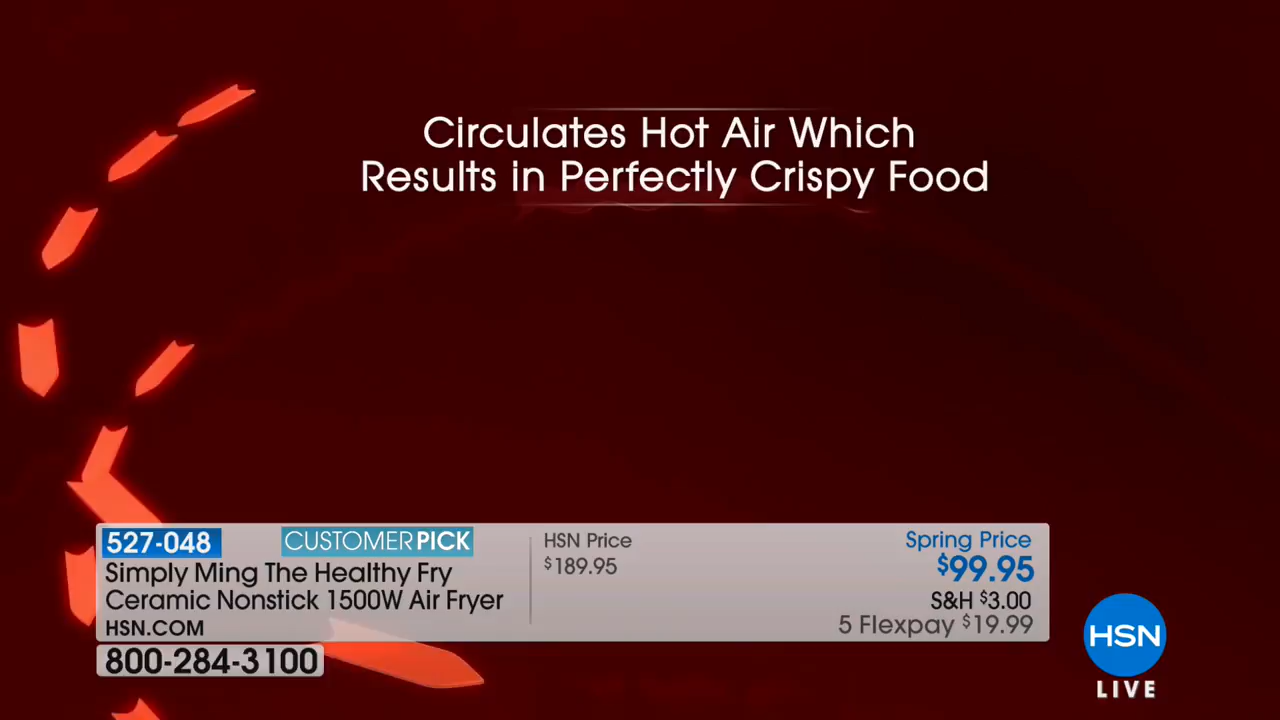 Circulates Hot Air Which
Results in Perfectly Crispy Food
527-048
CUSTOMERPICK
Simply Ming The Healthy Fry
Ceramic Nonstick 1500W Air Fryer
HSN.COM
HSN Price
$189.95
Spring Price
$99.95
S&H $3.00
5 Flexpay $19.99
800-284-3100
HSN
LIVE